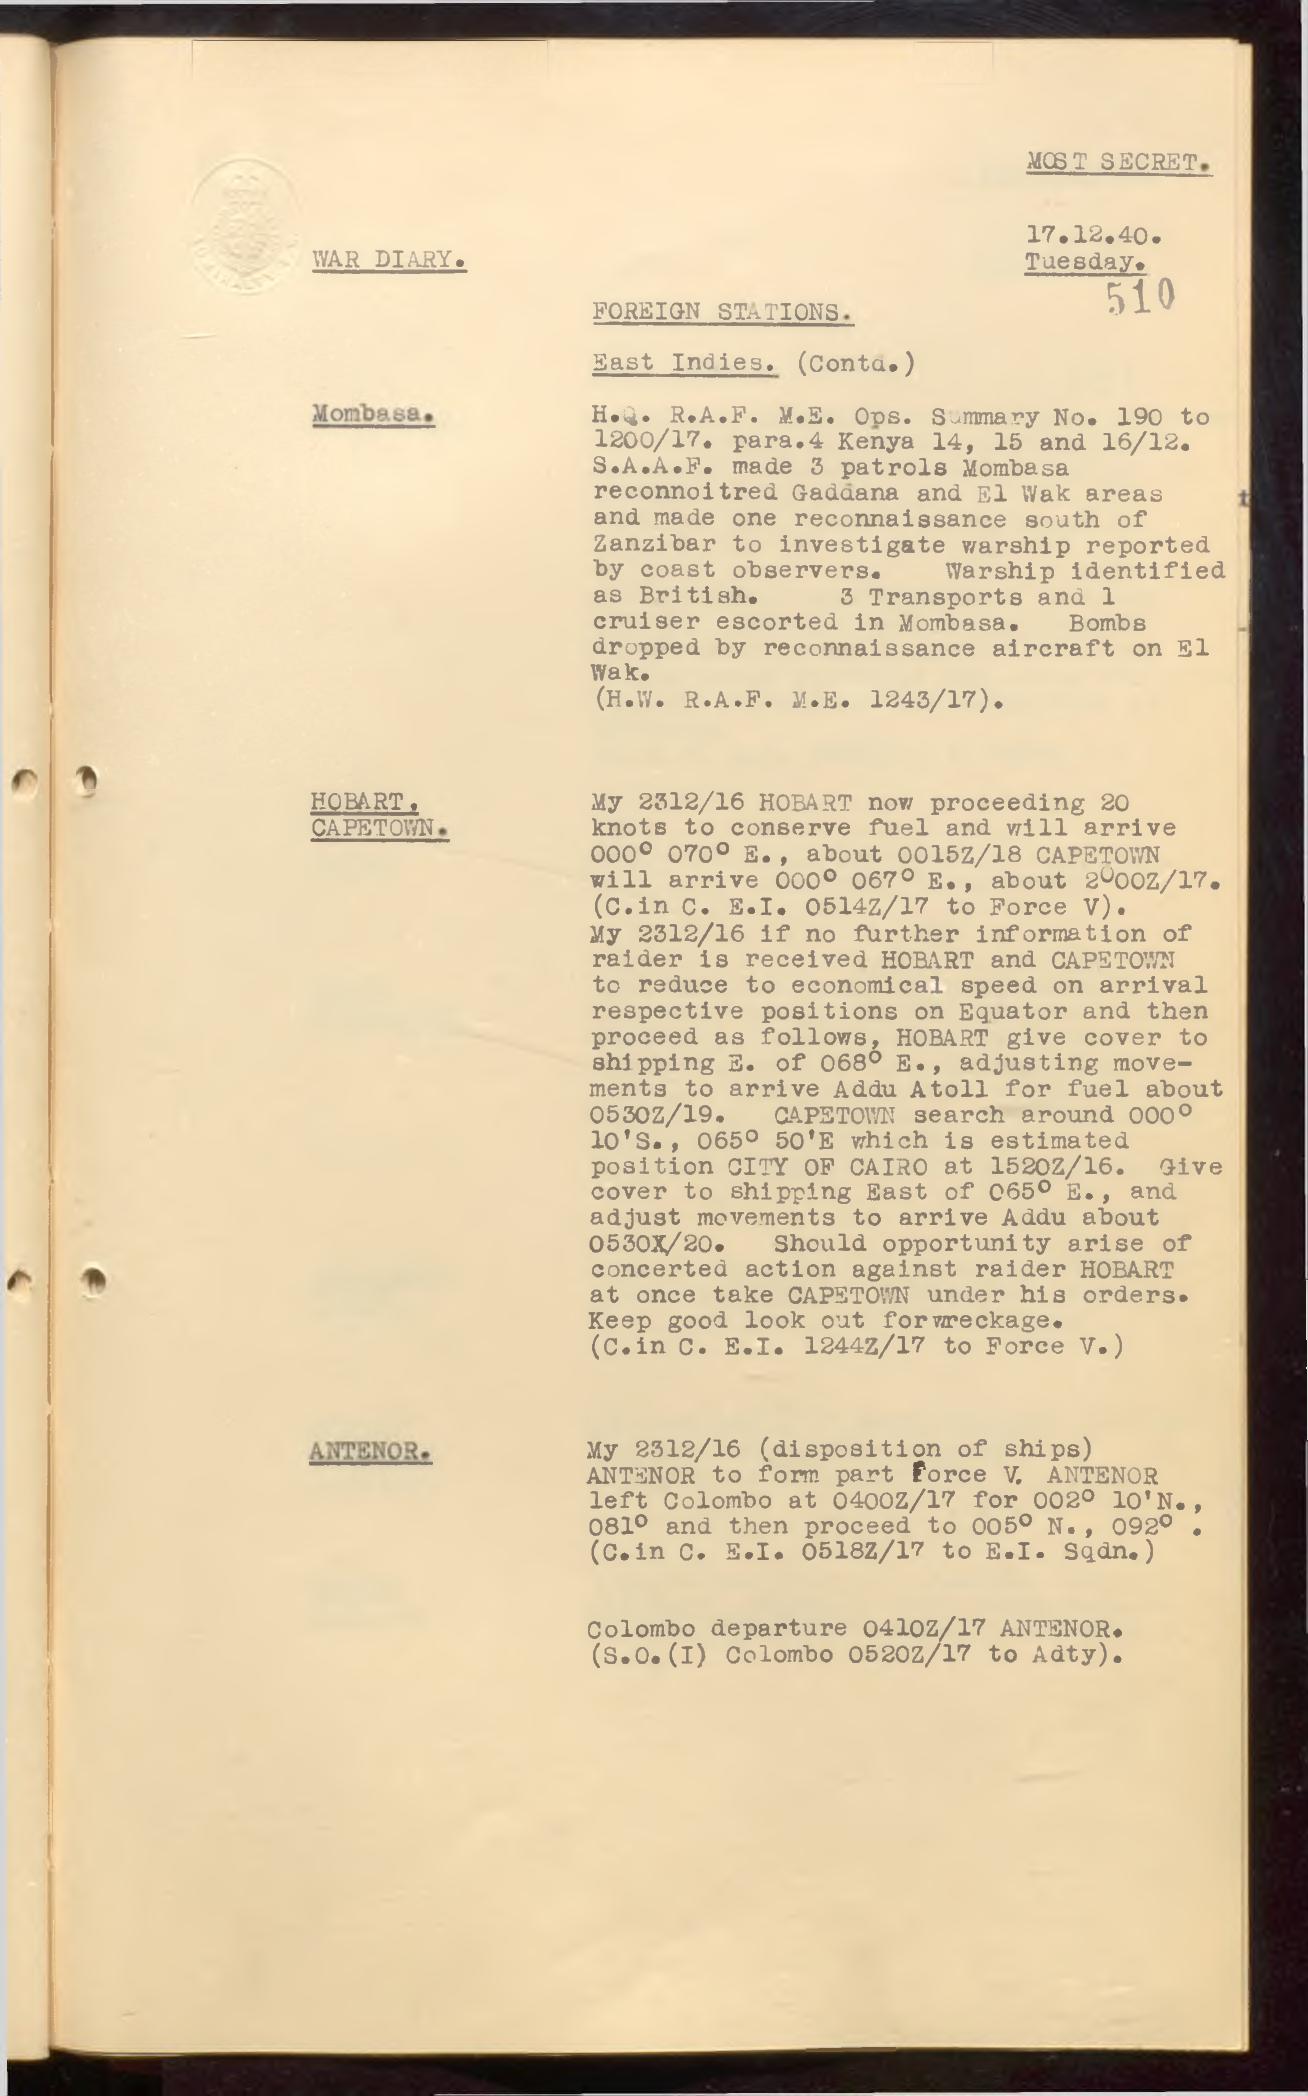 MOST SECRET.
17.12.40.
Tuesday.
510
WAR DIARY.
FOREIGN STATIONS.
East Indies. (Contd.)
Mombasa.
H.Q. R.A.F. M.E. Ops. Summary No. 190 to
1200/17. para.4 Kenya 14, 15 and 16/12.
S.A.A.F. made 3 patrols Mombasa
reconnoitred Gaddana and El Wak areas
and made one reconnaissance south of
Zanzibar to investigate warship reported
by coast observers. Warship identified
as British. 3 Transports and 1
cruiser escorted in Mombasa. Bombs
dropped by reconnaissance aircraft on El
Wak.
(H.W. R.A.F. M.E. 1243/17).
HOBART.
CAPETOWN.
My 2312/16 HOBART now proceeding 20
knots to conserve fuel and will arrive
000° 070° E., about 0015Z/18 CAPETOWN
will arrive 000° 067° E., about 2000Z/17.
(C.in C. E.I. 0514Z/17 to Force V).
My 2312/16 if no further information of
raider is received HOBART and CAPETOWN
to reduce to economical speed on arrival
respective positions on Equator and then
proceed as follows, HOBART give cover to
shipping E. of 068° E., adjusting move-
ments to arrive Addu Atoll for fuel about
0530Z/19. CAPETOWN search around 000°
10'S., 065° 50'E which is estimated
position CITY OF CAIRO at 1520Z/16. Give
cover to shipping East of 065° E., and
adjust movements to arrive Addu about
0530X/20. Should opportunity arise of
concerted action against raider HOBART
at once take CAPETOWN under his orders.
Keep good look out forwreckage.
(C.in C. E.I. 1244Z/17 to Force V.)
ANTENOR.
My 2312/16 (disposition of ships)
ANTENOR to form part Force V. ANTENOR
left Colombo at 0400Z/17 for 002° 10'N.,
081° and then proceed to 005° N., 092° .
(C.in C. E.I. 0518Z/17 to E.I. Sqdn.)
Colombo departure 0410Z/17 ANTENOR.
(S.O.(I) Colombo 0520Z/17 to Adty).